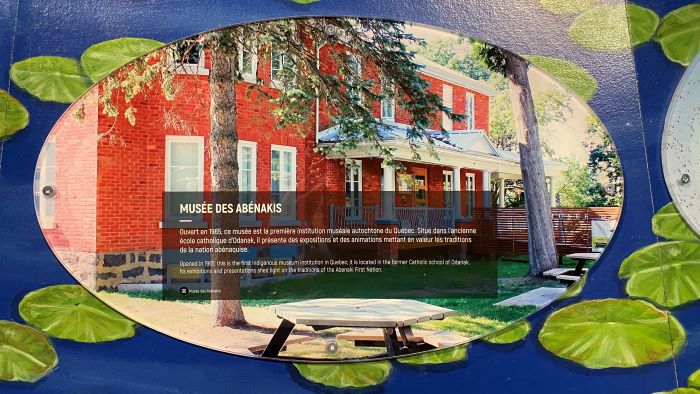 MUSÉE DES ABÉNAKIS
Ouvert en 1965, ce musée est la première institution muséale autochtone du Québec. Situé dans l'ancienne
école catholique d'Odanak, il présente des expositions et des animations mettant en valeur les traditions
de la nation abénaquise.
Opened in 1965, this is the first indigenous museum institution in Quebec; it is located in the former Catholic school of Odanak.
Its exhibitions and presentations shed light on the traditions of the Abenaki First Nation.
Musée des Abénakis